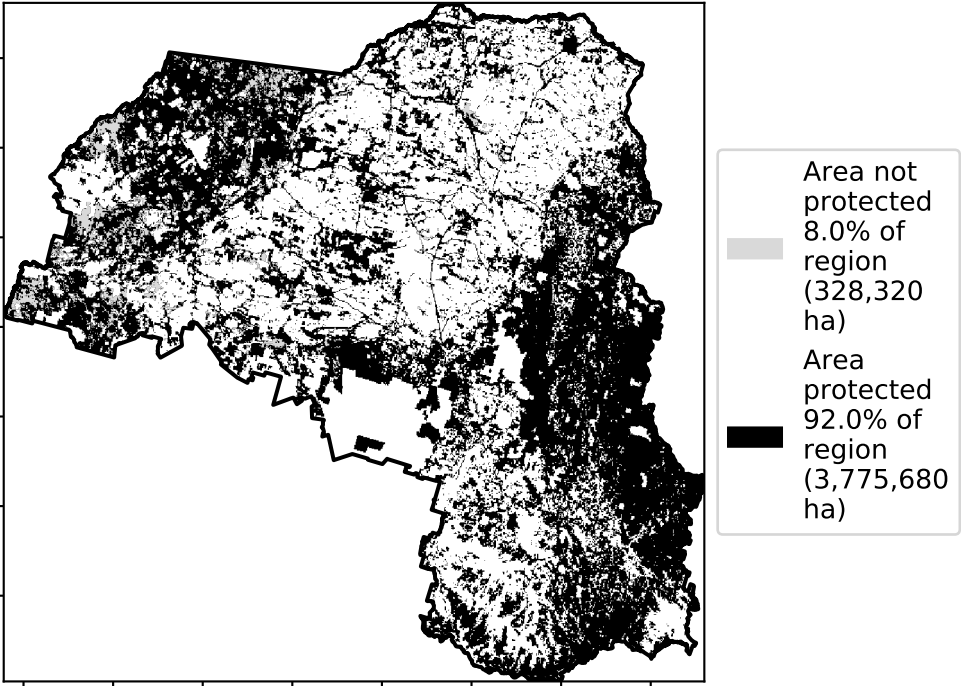 Area not
protected
8.0% of
region
(328,320
ha)
Area
protected
92.0% of
region
(3,775,680
ha)